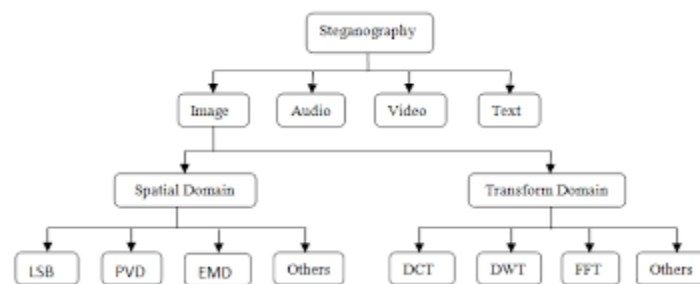 Steganography
Image Audio Video Text
Spatial Domain Transform Domain
LSB PVD EMD Others DCT DWT FFT Others